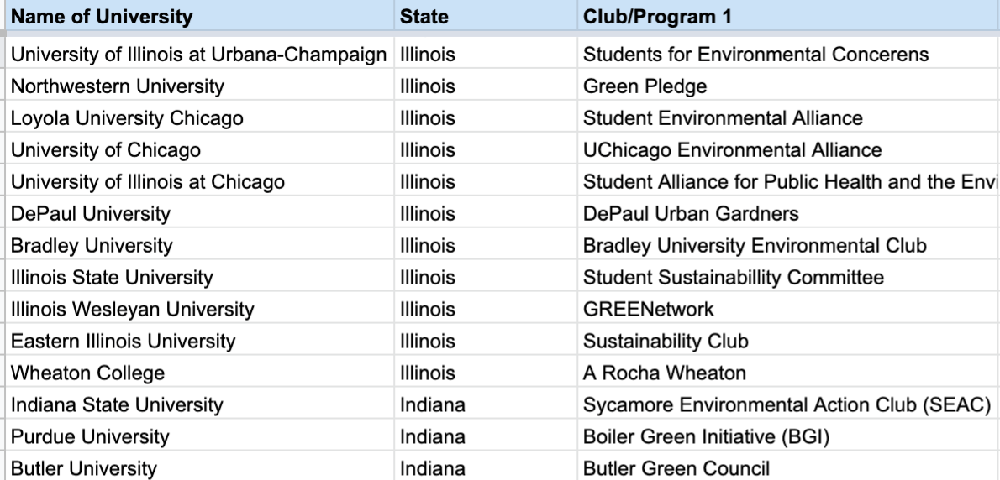 Name of University State Club/Program 1
University of Illinois at Urbana-Champaign Illinois Students for Environmental Concerens
Northwestern University Illinois Green Pledge
Loyola University Chicago Illinois Student Environmental Alliance
University of Chicago Illinois UChicago Environmental Alliance
University of Illinois at Chicago Illinois Student Alliance for Public Health and the Envi
DePaul University Illinois DePaul Urban Gardners
Bradley University Illinois Bradley University Environmental Club
Illinois State University Illinois Student Sustainabillity Committee
Illinois Wesleyan University Illinois GREENetwork
Eastern Illinois University Illinois Sustainability Club
Wheaton College Illinois A Rocha Wheaton
Indiana State University Indiana Sycamore Environmental Action Club (SEAC)
Purdue University Indiana Boiler Green Initiative (BGI)
Butler University Indiana Butler Green Council